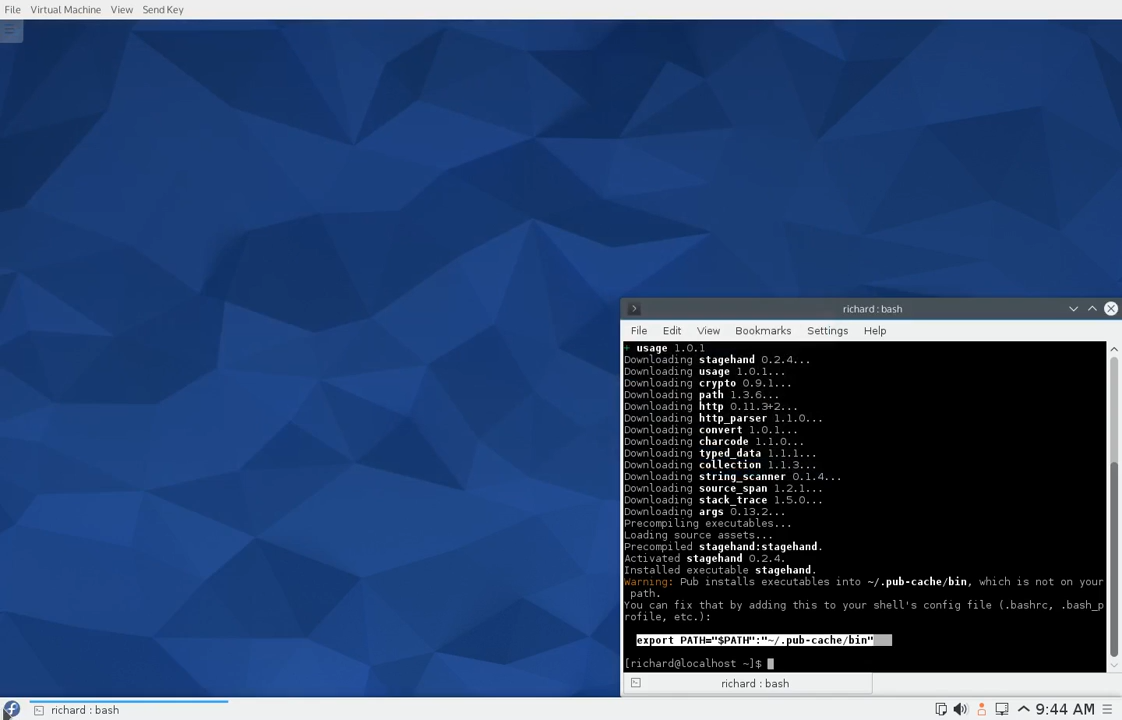 File Virtual Machine View Send Key
richard : bash
File Edit View Bookmarks Settings Help
+ usage 1.0.1
Downloading stagehand 0.2.4...
Downloading usage 1.0.1...
Downloading crypto 0.9.1...
Downloading path 1.3.6...
Downloading http 0.11.3+2...
Downloading http_parser 1.1.0...
Downloading convert 1.0.1...
Downloading charcode 1.1.0...
Downloading typed_data 1.1.1...
Downloading collection 1.1.3...
Downloading string_scanner 0.1.4...
Downloading source_span 1.2.1...
Downloading stack_trace 1.5.0...
Downloading args 0.13.2...
Precompiling executables...
Loading source assets...
Precompiled stagehand:stagehand.
Activated stagehand 0.2.4.
Installed executable stagehand.
Warning: Pub installs executables into ~/.pub-cache/bin, which is not on your
path.
You can fix that by adding this to your shell's config file (.bashrc, .bash_p
rofile, etc.):
export PATH="$PATH":"~/.pub-cache/bin"
[richard@localhost ~]$
richard : bash
richard : bash 9:44 AM